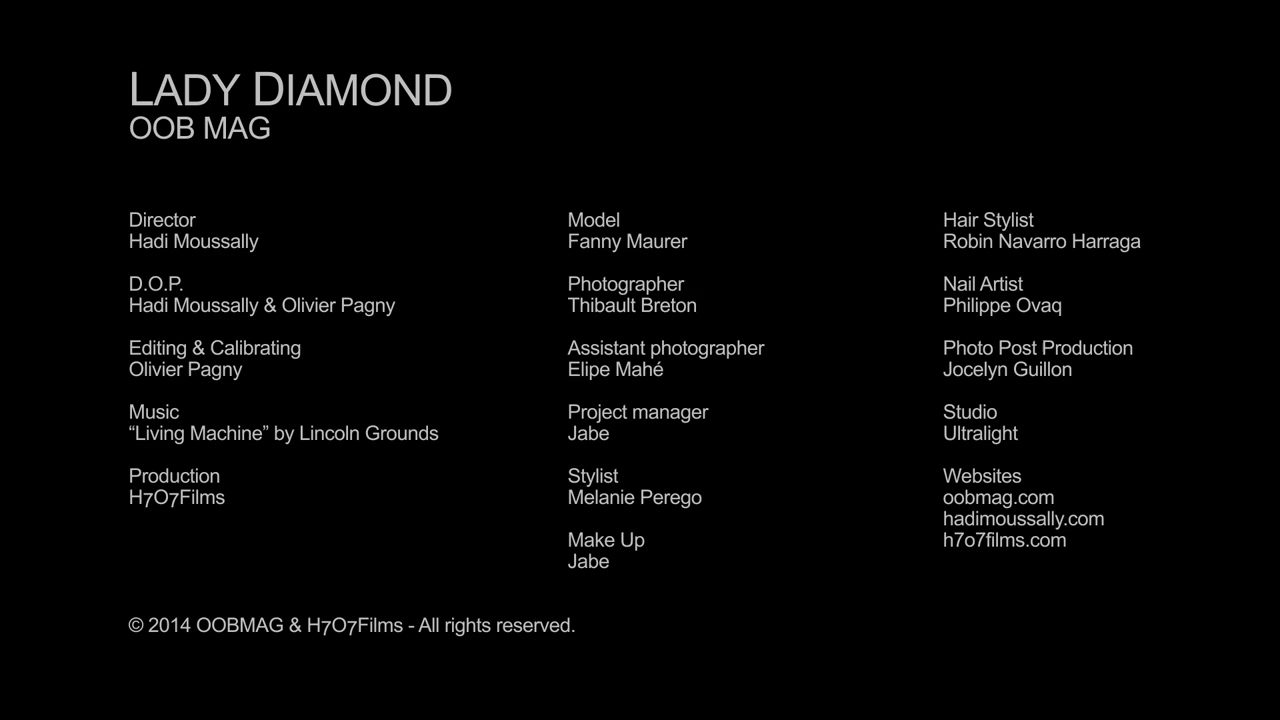 LADY DIAMOND
OOB MAG
Director
Hadi Moussally
D.O.P.
Hadi Moussally & Olivier Pagny
Editing & Calibrating
Olivier Pagny
Music
“Living Machine” by Lincoln Grounds
Production
H7O7Films
Model
Fanny Maurer
Photographer
Thibault Breton
Assistant photographer
Elipe Mahé
Project manager
Jabe
Stylist
Melanie Perego
Make Up
Jabe
Hair Stylist
Robin Navarro Harraga
Nail Artist
Philippe Ovaq
Photo Post Production
Jocelyn Guillon
Studio
Ultralight
Websites
oobmag.com
hadimoussally.com
h7o7films.com
© 2014 OOBMAG & H7O7Films - All rights reserved.